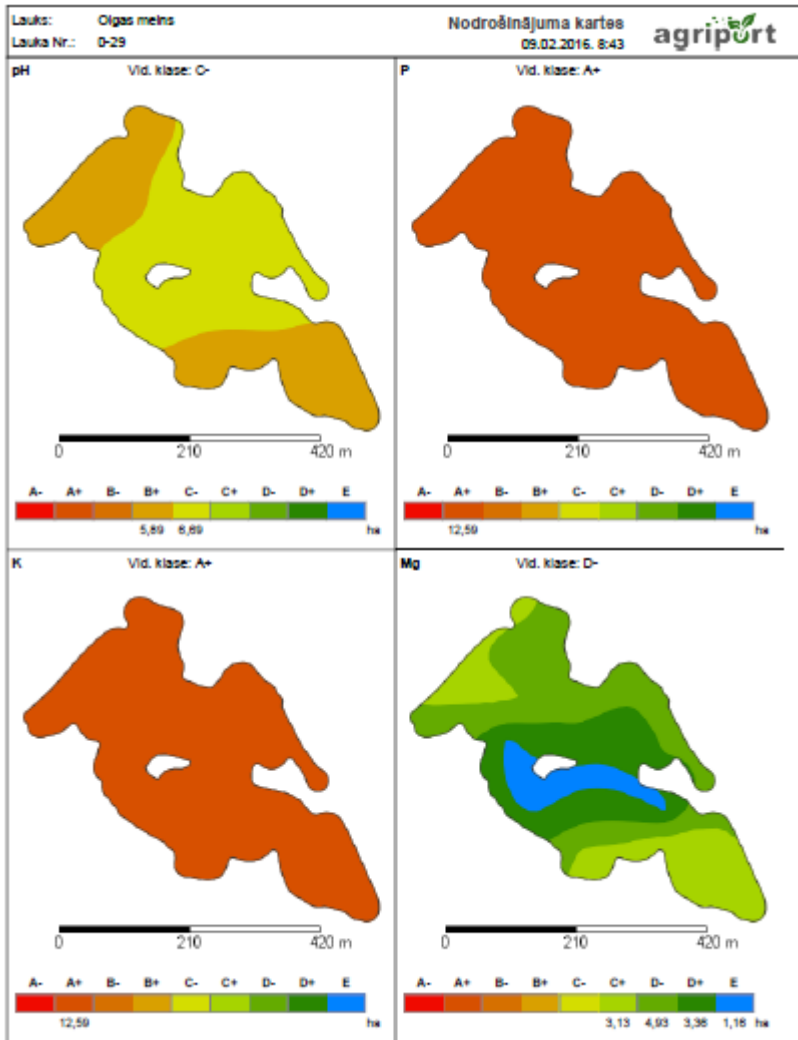 Lauks: Olgas melns
Lauka Nr.: 0-29
Nodrošinājuma kartes
09.02.2016. 8:43
agriport
pH Vid. klase: C-
0 210 420 m
A- A+ B- B+ C- C+ D- D+ E
5,89 6,69 ha
P Vid. klase: A+
0 210 420 m
A- A+ B- B+ C- C+ D- D+ E
12,59 ha
K Vid. klase: A+
0 210 420 m
A- A+ B- B+ C- C+ D- D+ E
12,59 ha
Mg Vid. klase: D-
0 210 420 m
A- A+ B- B+ C- C+ D- D+ E
3,13 4,93 3,36 1,16 ha